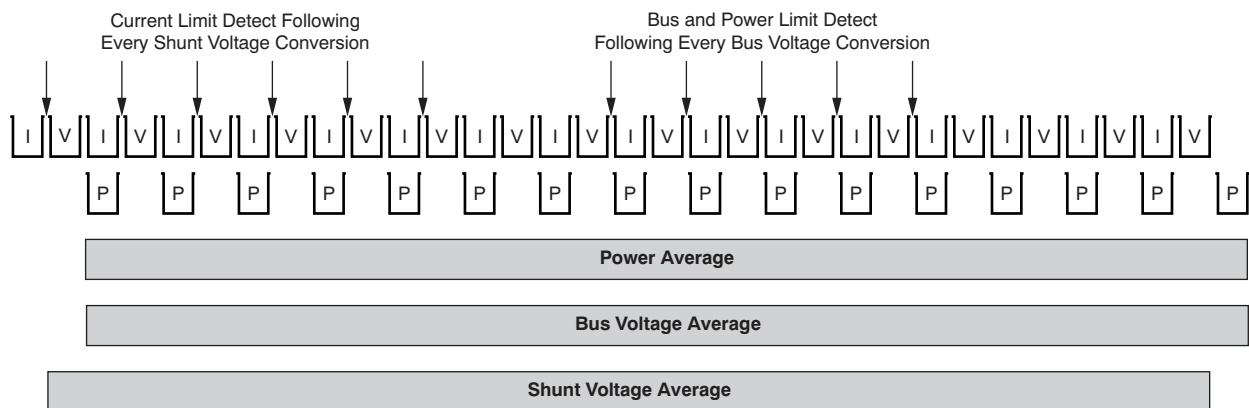 Current Limit Detect Following
Every Shunt Voltage Conversion
Bus and Power Limit Detect
Following Every Bus Voltage Conversion
I V I V I V I V I V I V I V I V I V I V I V I V I V I V I V I V
P P P P P P P P P P P P P P P P
Power Average
Bus Voltage Average
Shunt Voltage Average